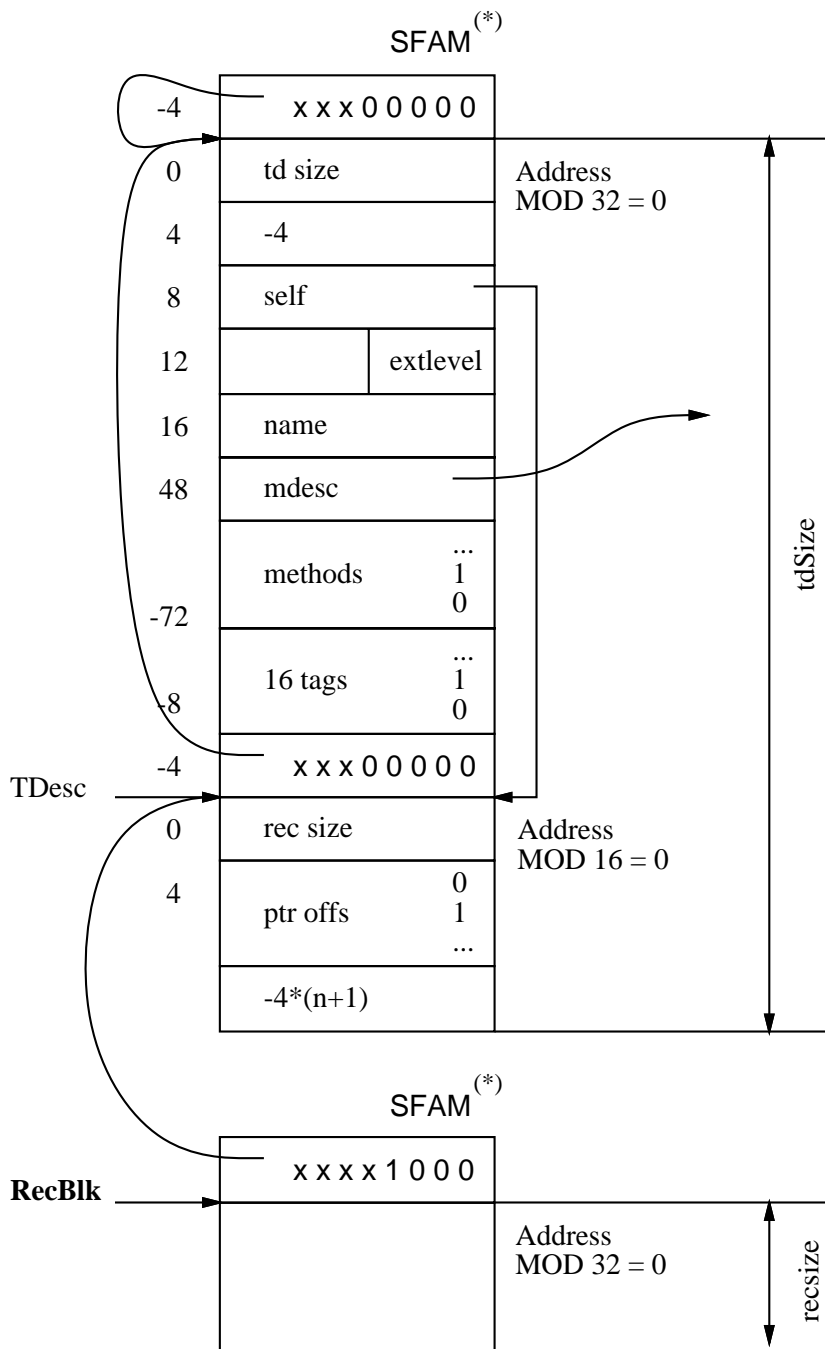 SFAM (*)
-4 x x x 0 0 0 0 0
0 td size
Address
MOD 32 = 0
4 -4
8 self
12 extlevel
16 name
48 mdesc
...
methods 1
0
-72
...
16 tags 1
0
-8
-4 x x x 0 0 0 0 0
TDesc
0 rec size
Address
MOD 16 = 0
4 ptr offs
0
1
...
-4*(n+1)
tdSize
SFAM (*)
x x x x 1 0 0 0
RecBlk
Address
MOD 32 = 0
recsize